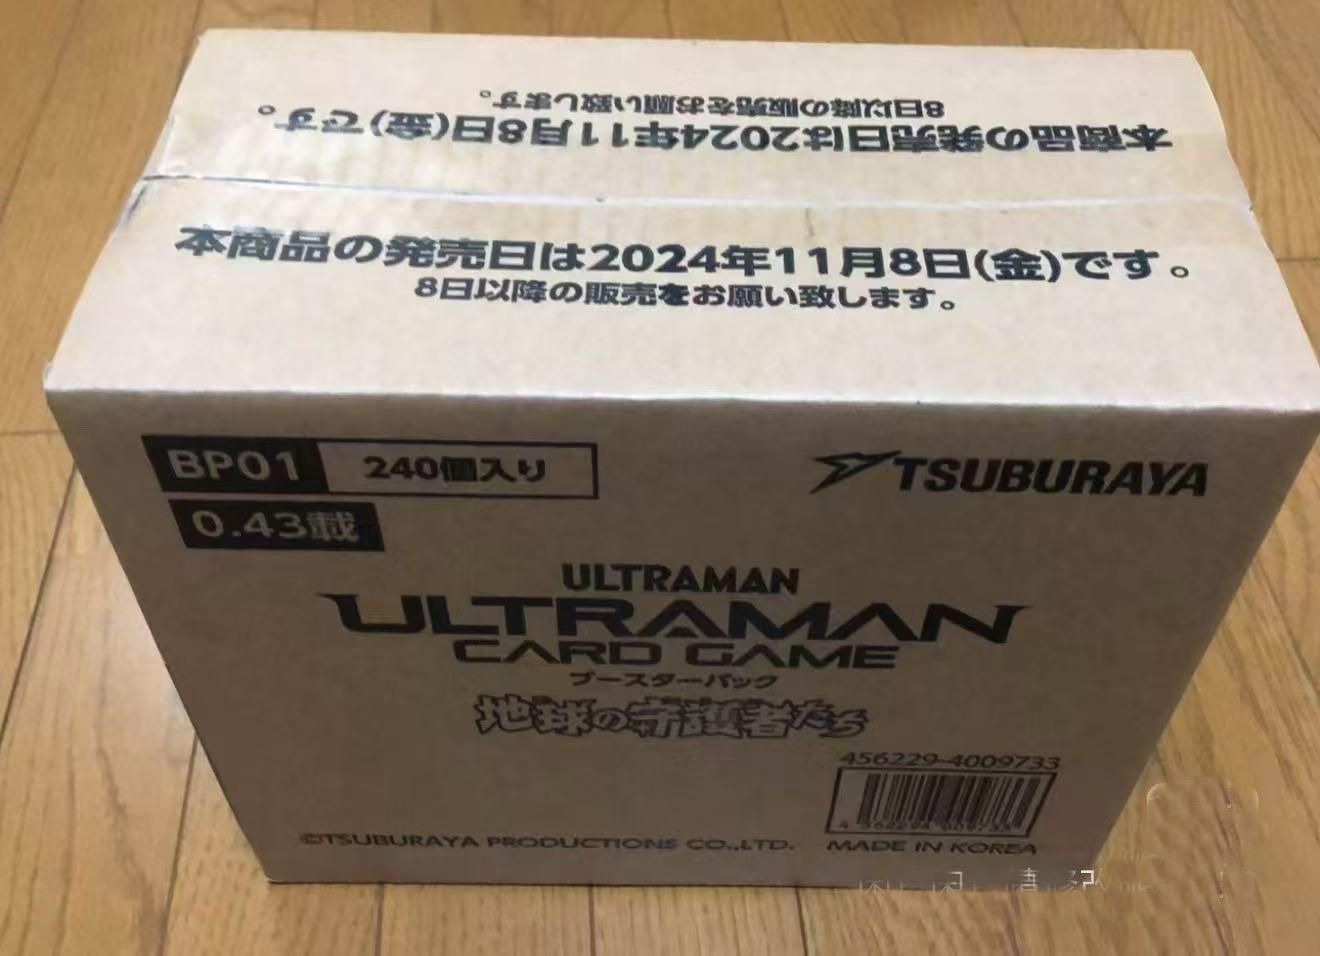 本商品の発売日は2024年11月8日(金)です。
8日以降の販売をお願い致します。
本商品の発売日は2024年11月8日(金)です。
8日以降の販売をお願い致します。
BP01 240個入り
TSUBURAYA
0.43載
ULTRAMAN
ULTRAMAN
CARD GAME
ブースターパック
地球の守護者たち
456229-4009733
4 562294 009733
©TSUBURAYA PRODUCTIONS CO.,LTD.
MADE IN KOREA